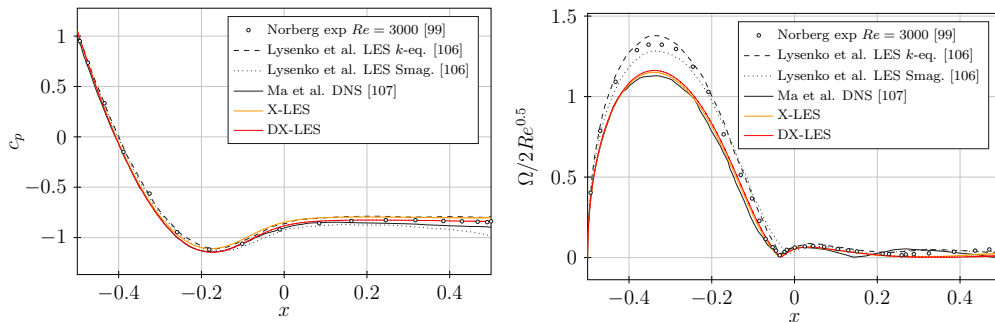 Norberg exp Re = 3000 [99]
Lysenko et al. LES k-eq. [106]
Lysenko et al. LES Smag. [106]
Ma et al. DNS [107]
X-LES
DX-LES
1
0.5
0
−0.5
−1
c_p
−0.4
−0.2
0
0.2
0.4
x
Norberg exp Re = 3000 [99]
Lysenko et al. LES k-eq. [106]
Lysenko et al. LES Smag. [106]
Ma et al. DNS [107]
X-LES
DX-LES
1.5
1
0.5
0
Ω/2Re^0.5
−0.4
−0.2
0
0.2
0.4
x